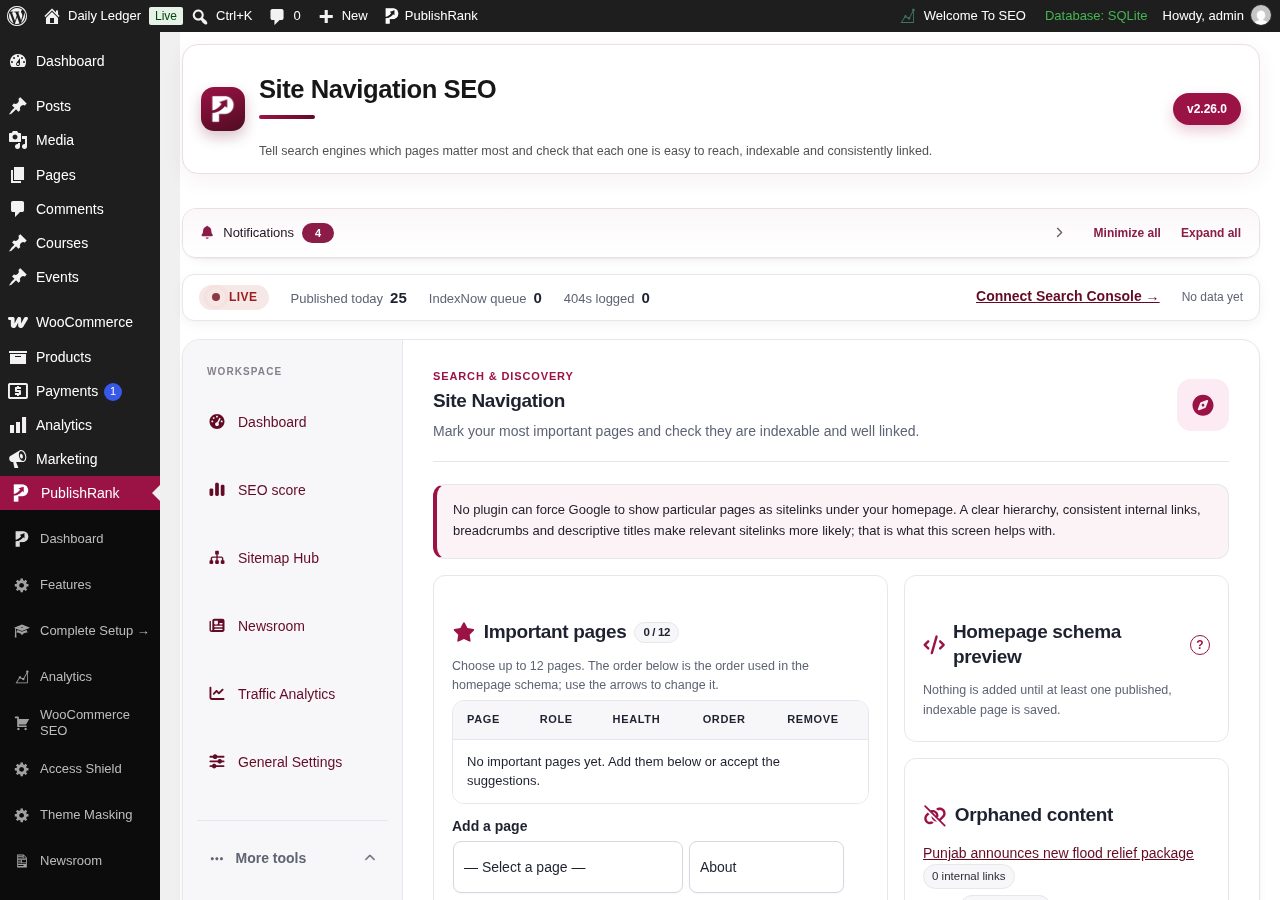 Daily Ledger Live Ctrl+K 0 New PublishRank Welcome To SEO Database: SQLite Howdy, admin
Dashboard
Posts
Media
Pages
Comments
Courses
Events
WooCommerce
Products
Payments 1
Analytics
Marketing
PublishRank
Dashboard
Features
Complete Setup →
Analytics
WooCommerce
SEO
Access Shield
Theme Masking
Newsroom
Site Navigation SEO
v2.26.0
Tell search engines which pages matter most and check that each one is easy to reach, indexable and consistently linked.
Notifications 4 Minimize all Expand all
LIVE Published today 25 IndexNow queue 0 404s logged 0 Connect Search Console → No data yet
WORKSPACE
Dashboard
SEO score
Sitemap Hub
Newsroom
Traffic Analytics
General Settings
More tools
SEARCH & DISCOVERY
Site Navigation
Mark your most important pages and check they are indexable and well linked.
No plugin can force Google to show particular pages as sitelinks under your homepage. A clear hierarchy, consistent internal links,
breadcrumbs and descriptive titles make relevant sitelinks more likely; that is what this screen helps with.
Important pages 0 / 12
Choose up to 12 pages. The order below is the order used in the
homepage schema; use the arrows to change it.
PAGE ROLE HEALTH ORDER REMOVE
No important pages yet. Add them below or accept the
suggestions.
Add a page
— Select a page — About
Homepage schema
preview
?
Nothing is added until at least one published,
indexable page is saved.
Orphaned content
Punjab announces new flood relief package
0 internal links